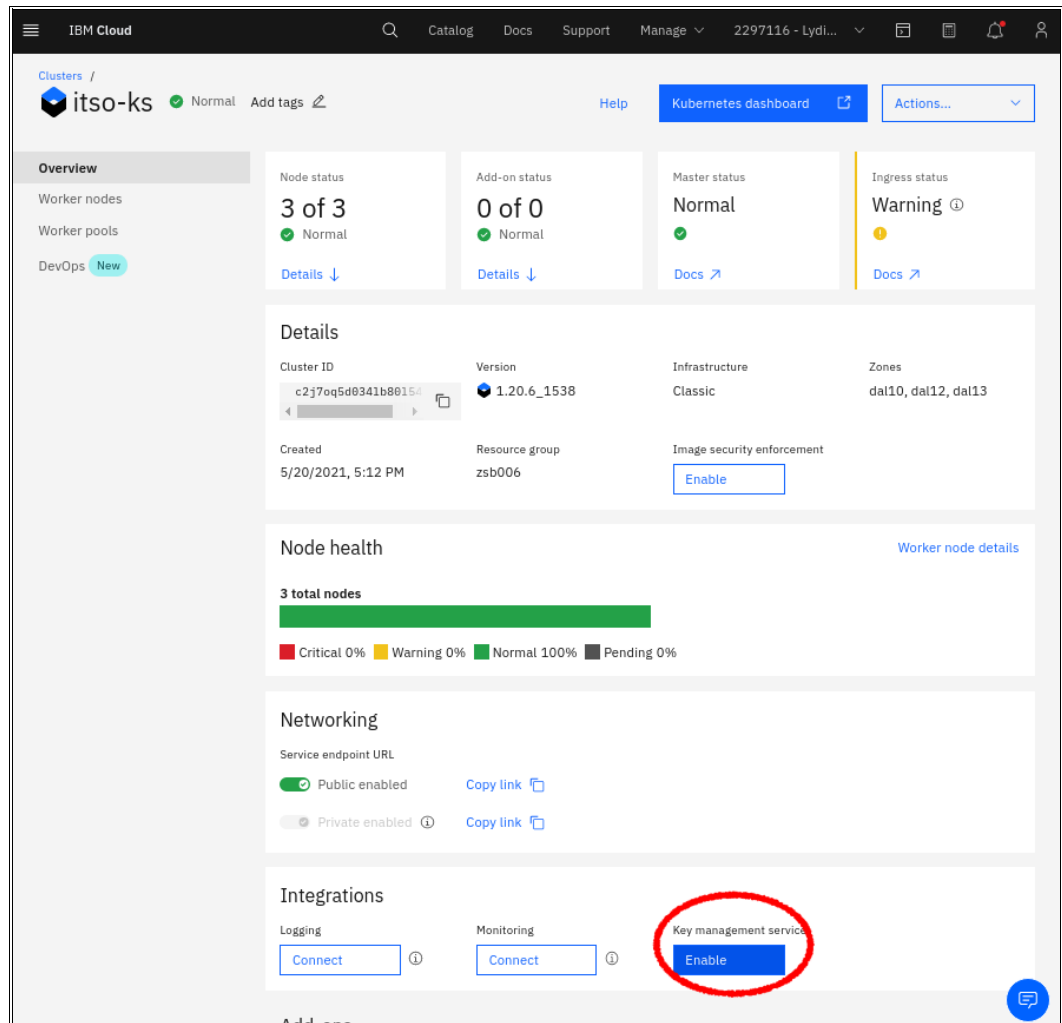 IBM Cloud Catalog Docs Support Manage 2297116 - Lydi...
Clusters /
itso-ks Normal Add tags Help Kubernetes dashboard Actions...
Overview
Worker nodes
Worker pools
DevOps New
Node status Add-on status Master status Ingress status
3 of 3 0 of 0 Normal Warning
Normal Normal
Details Details Docs Docs
Details
Cluster ID Version Infrastructure Zones
c2j7oq5d0341b80154 1.20.6_1538 Classic dal10, dal12, dal13
Created Resource group Image security enforcement
5/20/2021, 5:12 PM zsb006 Enable
Node health Worker node details
3 total nodes
Critical 0% Warning 0% Normal 100% Pending 0%
Networking
Service endpoint URL
Public enabled Copy link
Private enabled Copy link
Integrations
Logging Monitoring Key management service
Connect Connect Enable